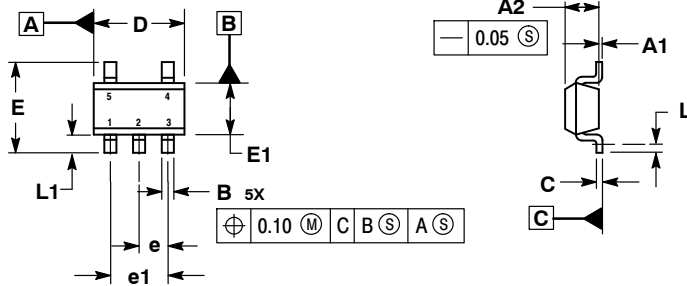 A
D
B
A2
— 0.05 Ⓢ
A1
E
5 4
1 2 3
E1
L
L1
B 5X
C
⌖ 0.10 Ⓜ C B Ⓢ A Ⓢ
C
e
e1